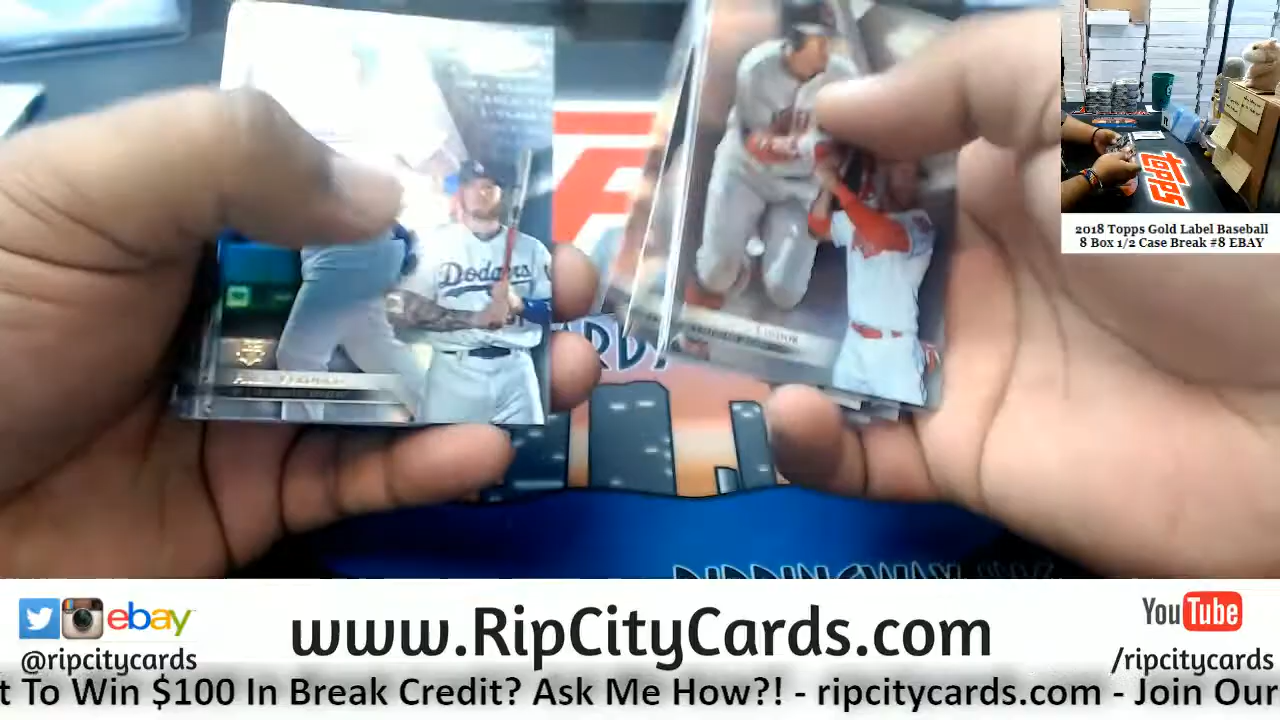 Dodgers
LINDOR
topps
2018 Topps Gold Label Baseball
8 Box 1/2 Case Break #8 EBAY
ebay
@ripcitycards
www.RipCityCards.com
YouTube
/ripcitycards
t To Win $100 In Break Credit? Ask Me How?! - ripcitycards.com - Join Our